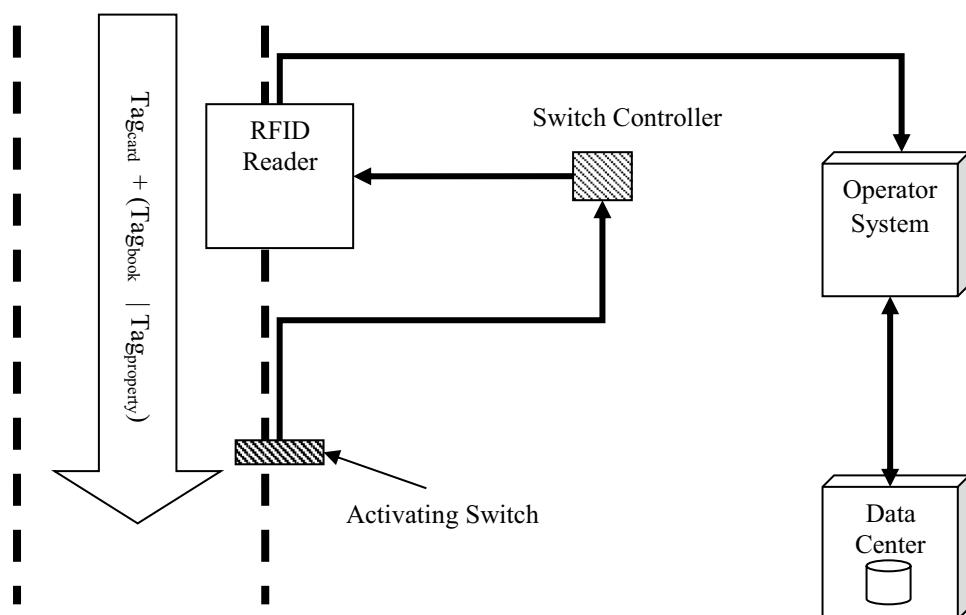 Tagcard + (Tagbook | Tagproperty)
RFID
Reader
Switch Controller
Operator
System
Activating Switch
Data
Center